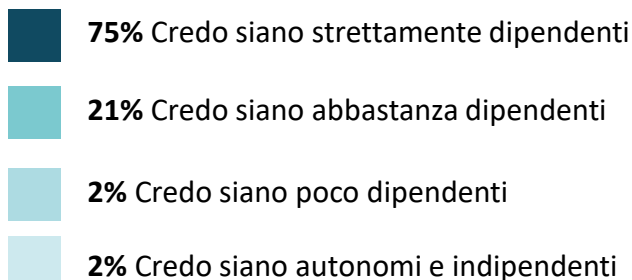 75% Credo siano strettamente dipendenti
21% Credo siano abbastanza dipendenti
2% Credo siano poco dipendenti
2% Credo siano autonomi e indipendenti